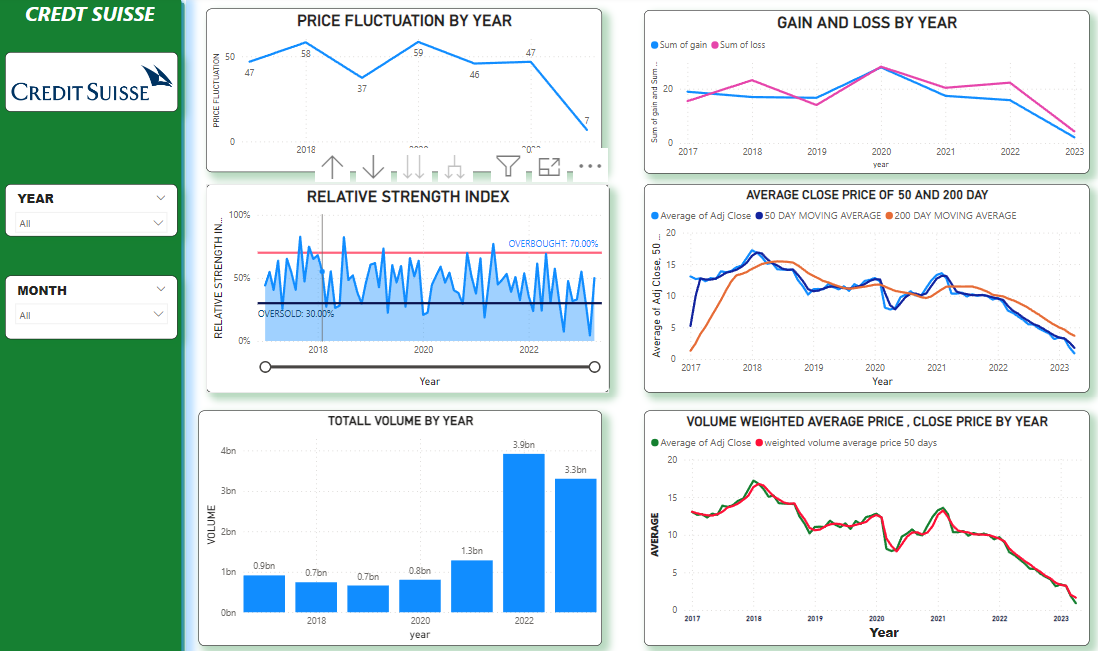 CREDT SUISSE
CREDIT SUISSE
YEAR
All
MONTH
All
PRICE FLUCTUATION BY YEAR
PRICE FLUCTUATION
50
0
47
58
37
59
46
47
7
2018
GAIN AND LOSS BY YEAR
Sum of gain Sum of loss
Sum of gain and Sum ...
20
0
2017 2018 2019 2020 2021 2022 2023
year
RELATIVE STRENGTH INDEX
RELATIVE STRENGTH IN...
100%
50%
0%
OVERBOUGHT: 70.00%
OVERSOLD: 30.00%
2018 2020 2022
Year
AVERAGE CLOSE PRICE OF 50 AND 200 DAY
Average of Adj Close 50 DAY MOVING AVERAGE 200 DAY MOVING AVERAGE
Average of Adj Close, 50 ...
20
15
10
5
0
2017 2018 2019 2020 2021 2022 2023
Year
TOTALL VOLUME BY YEAR
VOLUME
4bn
3bn
2bn
1bn
0bn
0.9bn
0.7bn
0.7bn
0.8bn
1.3bn
3.9bn
3.3bn
2018 2020 2022
year
VOLUME WEIGHTED AVERAGE PRICE , CLOSE PRICE BY YEAR
Average of Adj Close weighted volume average price 50 days
AVERAGE
20
15
10
5
0
2017 2018 2019 2020 2021 2022 2023
Year